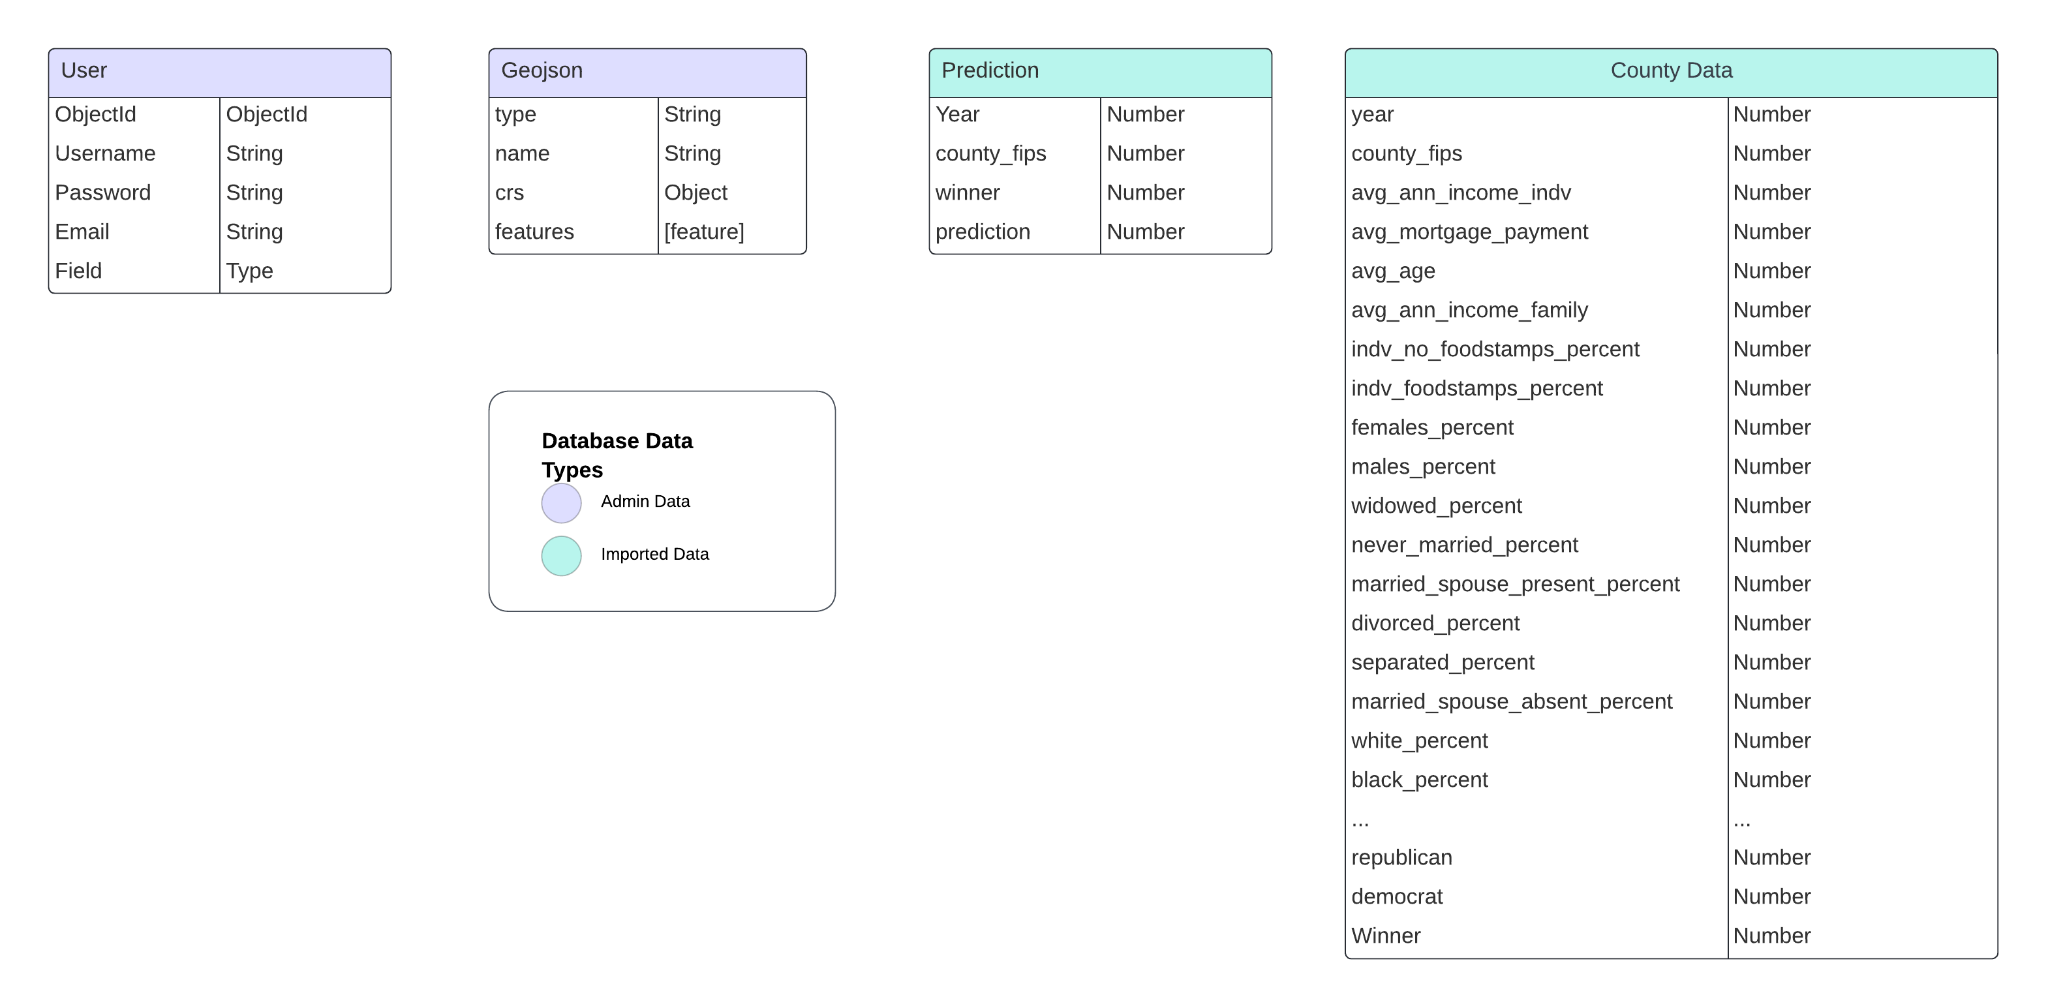 User
ObjectId ObjectId
Username String
Password String
Email String
Field Type
Geojson
type String
name String
crs Object
features [feature]
Prediction
Year Number
county_fips Number
winner Number
prediction Number
County Data
year Number
county_fips Number
avg_ann_income_indv Number
avg_mortgage_payment Number
avg_age Number
avg_ann_income_family Number
indv_no_foodstamps_percent Number
indv_foodstamps_percent Number
females_percent Number
males_percent Number
widowed_percent Number
never_married_percent Number
married_spouse_present_percent Number
divorced_percent Number
separated_percent Number
married_spouse_absent_percent Number
white_percent Number
black_percent Number
... ...
republican Number
democrat Number
Winner Number
Database Data
Types
Admin Data
Imported Data